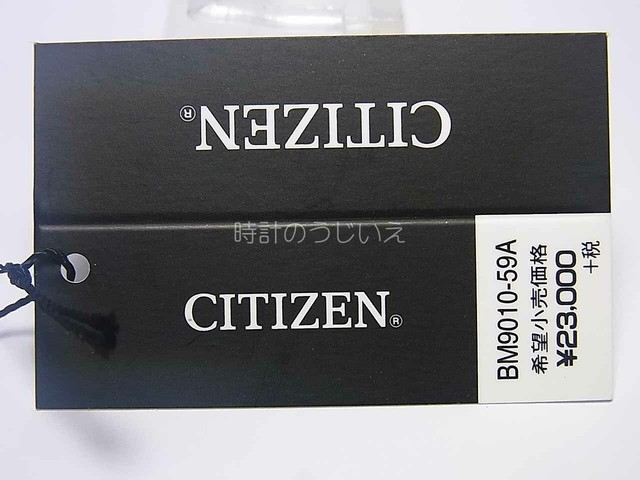 CITIZEN®
時計のうじいえ
CITIZEN®
BM9010-59A
希望小売価格
¥23,000
+税